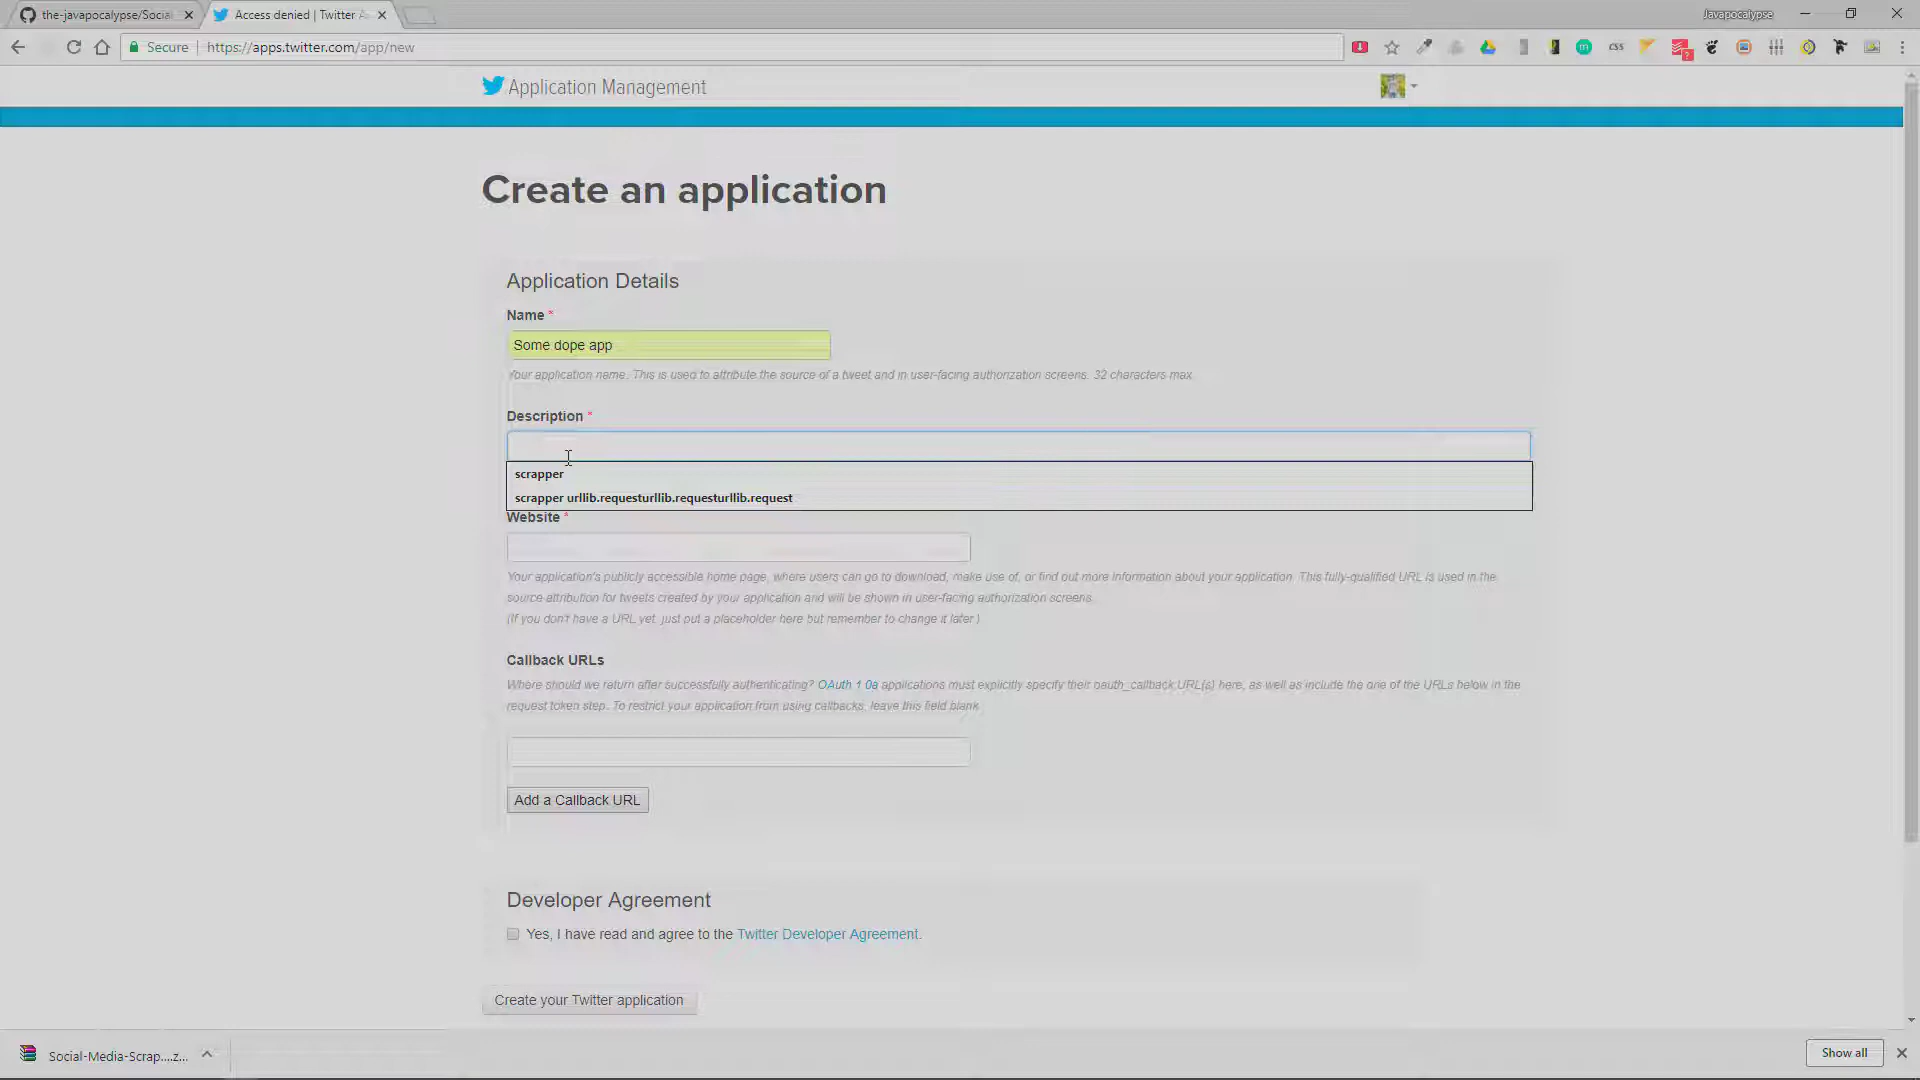 the-javapocalypse/Social
Access denied | Twitter A
Javapocalypse
Secure
https://apps.twitter.com/app/new
m
CSS
?
Application Management
Create an application
Application Details
Name *
Some dope app
Your application name. This is used to attribute the source of a tweet and in user-facing authorization screens. 32 characters max.
Description *
scrapper
scrapper urllib.requesturllib.requesturllib.request
Website *
Your application's publicly accessible home page, where users can go to download, make use of, or find out more information about your application. This fully-qualified URL is used in the
source attribution for tweets created by your application and will be shown in user-facing authorization screens.
(If you don't have a URL yet, just put a placeholder here but remember to change it later.)
Callback URLs
Where should we return after successfully authenticating? OAuth 1.0a applications must explicitly specify their oauth_callback URL(s) here, as well as include the one of the URLs below in the
request token step. To restrict your application from using callbacks, leave this field blank.
Add a Callback URL
Developer Agreement
Yes, I have read and agree to the Twitter Developer Agreement.
Create your Twitter application
Social-Media-Scrap....z...
Show all